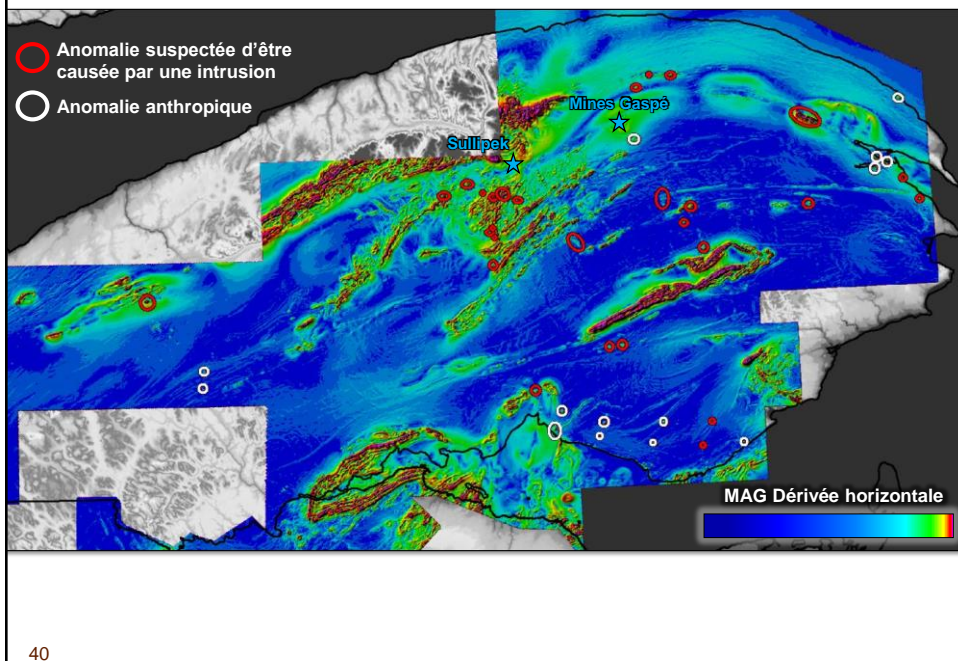 Anomalie suspectée d'être
causée par une intrusion
Anomalie anthropique
Mines Gaspé
Sullipek
MAG Dérivée horizontale
40